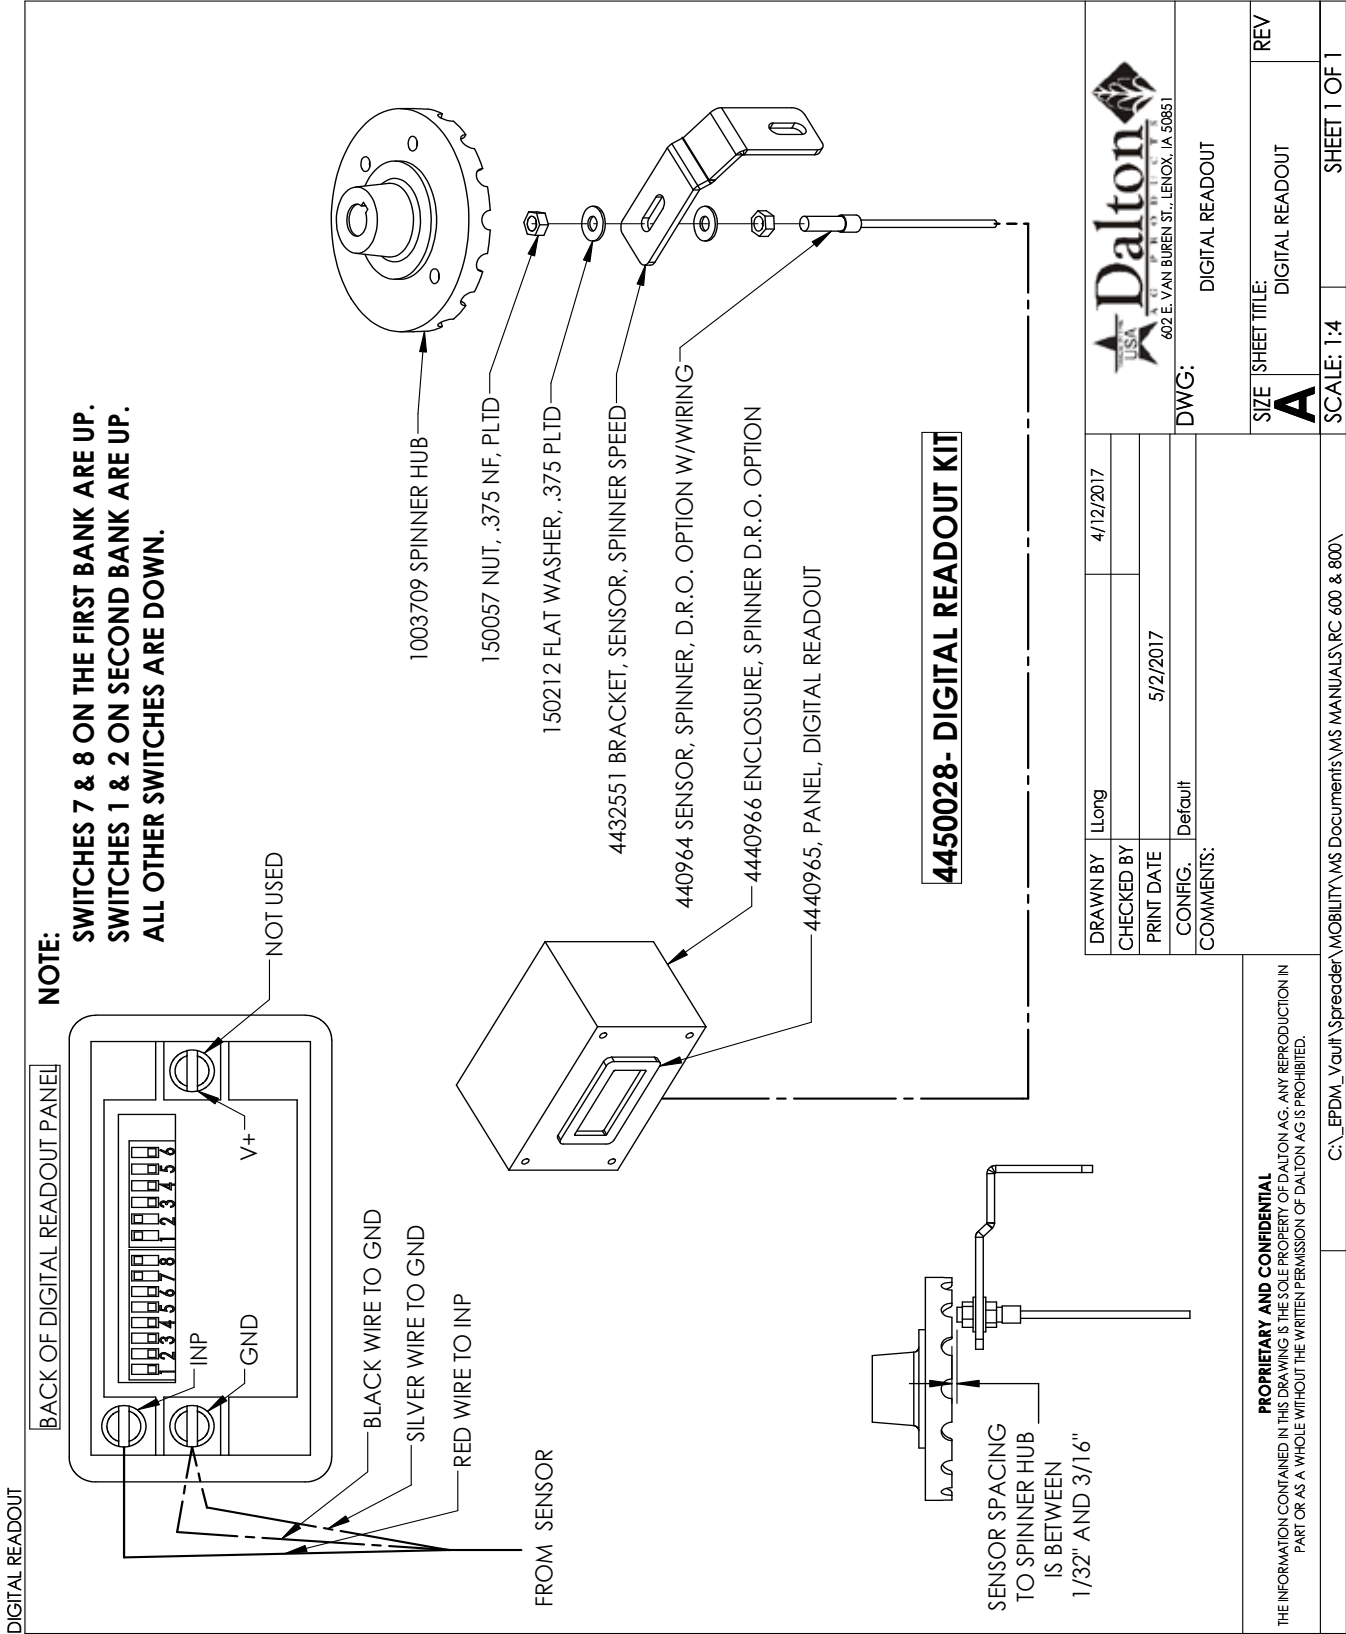 DIGITAL READOUT
BACK OF DIGITAL READOUT PANEL
NOTE:
SWITCHES 7 & 8 ON THE FIRST BANK ARE UP.
SWITCHES 1 & 2 ON SECOND BANK ARE UP.
ALL OTHER SWITCHES ARE DOWN.
1 2 3 4 5 6 7 8
1 2 3 4 5 6
INP
GND
V+
NOT USED
BLACK WIRE TO GND
SILVER WIRE TO GND
RED WIRE TO INP
FROM SENSOR
1003709 SPINNER HUB
150057 NUT, .375 NF, PLTD
150212 FLAT WASHER, .375 PLTD
4432551 BRACKET, SENSOR, SPINNER SPEED
440964 SENSOR, SPINNER, D.R.O. OPTION W/WIRING
4440966 ENCLOSURE, SPINNER D.R.O. OPTION
4440965, PANEL, DIGITAL READOUT
4450028- DIGITAL READOUT KIT
SENSOR SPACING
TO SPINNER HUB
IS BETWEEN
1/32" AND 3/16"
PROPRIETARY AND CONFIDENTIAL
THE INFORMATION CONTAINED IN THIS DRAWING IS THE SOLE PROPERTY OF DALTON AG. ANY REPRODUCTION IN
PART OR AS A WHOLE WITHOUT THE WRITTEN PERMISSION OF DALTON AG IS PROHIBITED.
DRAWN BY LLong 4/12/2017
CHECKED BY
PRINT DATE 5/2/2017
CONFIG. Default
COMMENTS:
USA
Dalton
AG PRODUCTS
602 E. VAN BUREN ST., LENOX, IA 50851
DWG:
DIGITAL READOUT
SIZE
A
SHEET TITLE:
DIGITAL READOUT
REV
C:\_EPDM_Vault\Spreader\MOBILITY\MS Documents\MS MANUALS\RC 600 & 800\
SCALE: 1:4
SHEET 1 OF 1